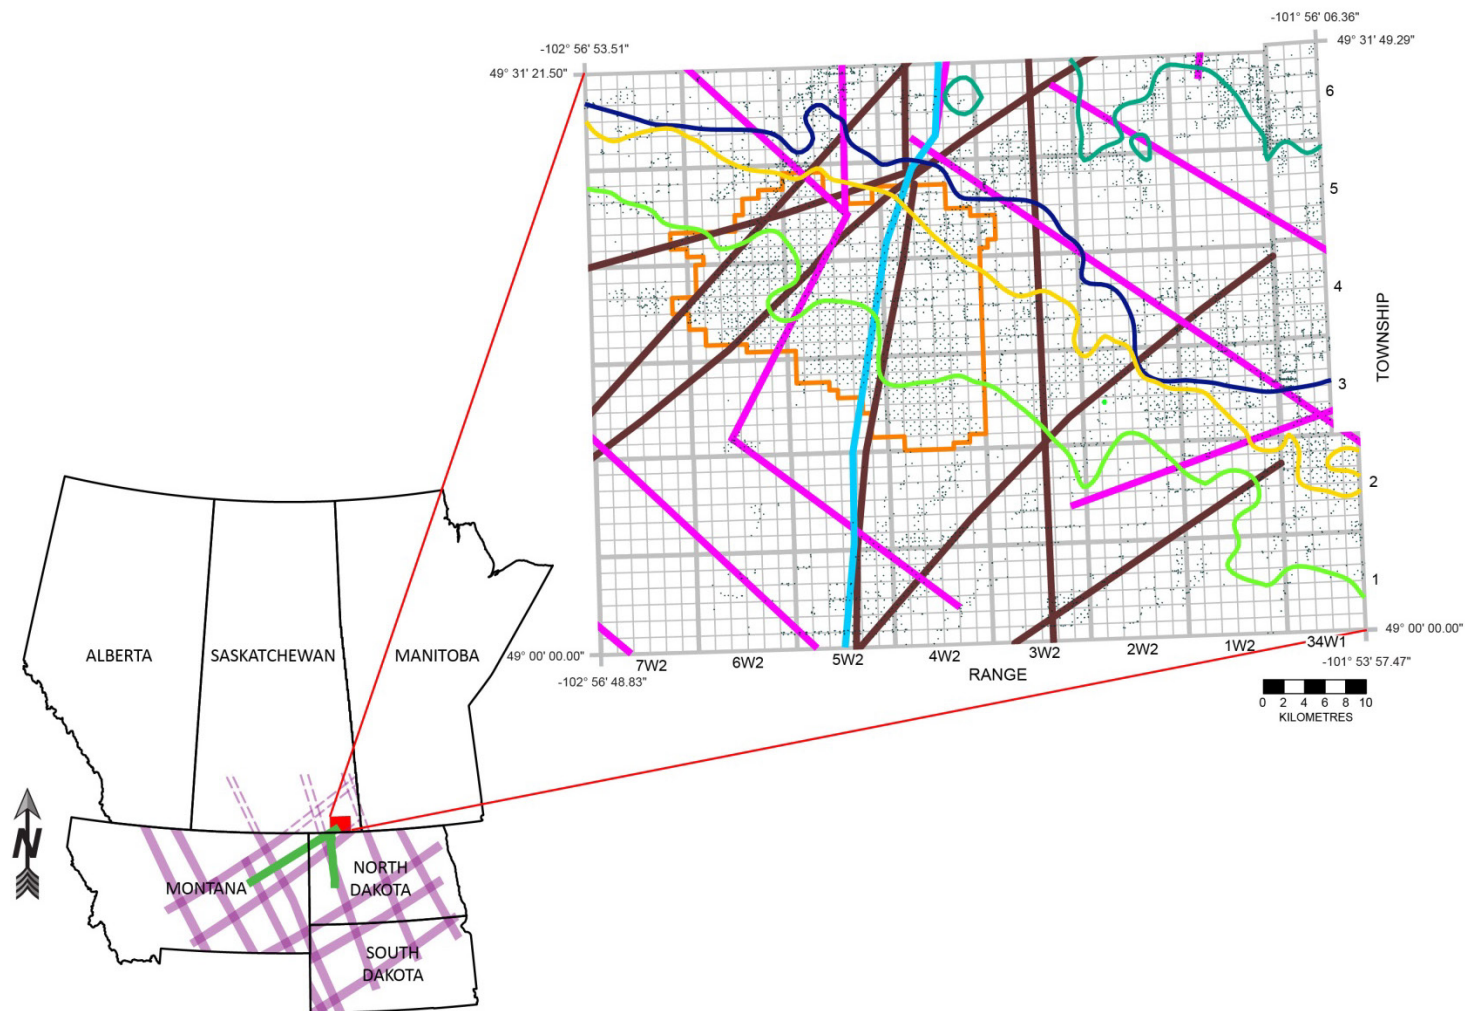 -101° 56' 06.36"
-102° 56' 53.51"
49° 31' 49.29"
49° 31' 21.50"
6
5
4
3
2
1
TOWNSHIP
49° 00' 00.00"
49° 00' 00.00"
7W2
6W2
5W2
4W2
3W2
2W2
1W2
34W1
-101° 53' 57.47"
-102° 56' 48.83"
RANGE
0 2 4 6 8 10
KILOMETRES
ALBERTA
SASKATCHEWAN
MANITOBA
N
MONTANA
NORTH
DAKOTA
SOUTH
DAKOTA